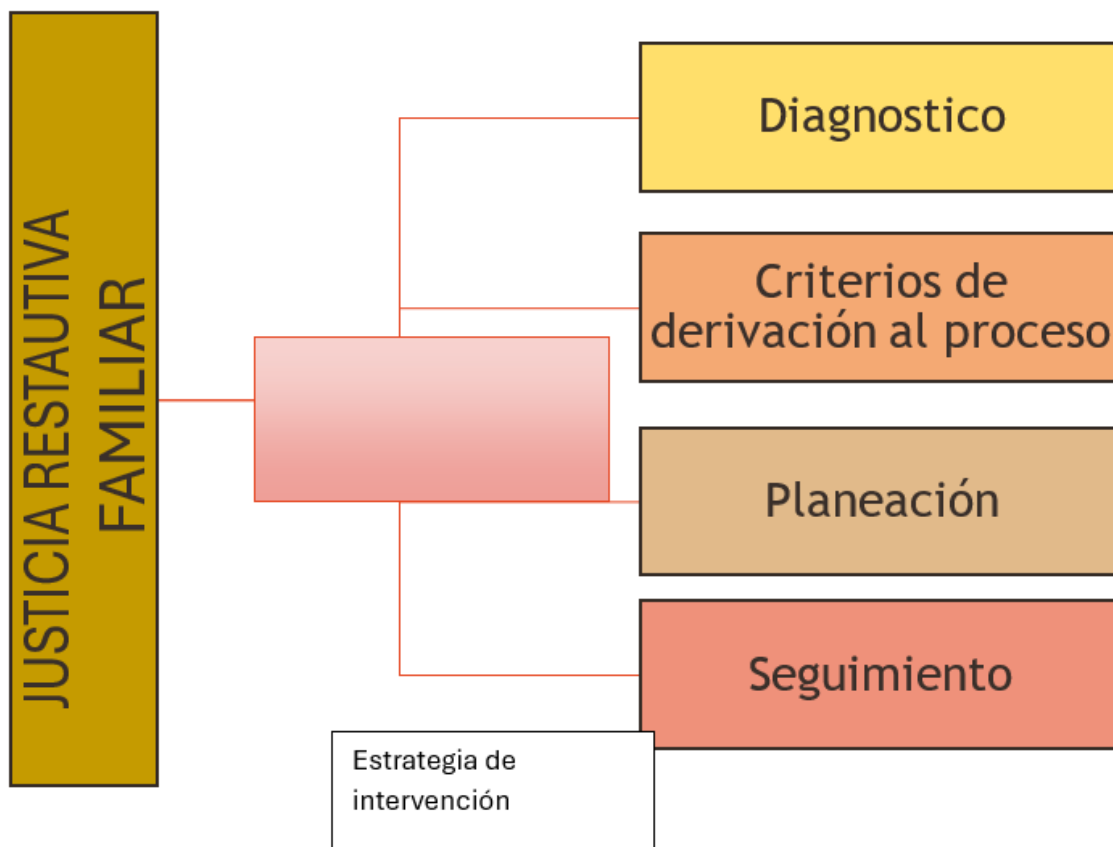 JUSTICIA RESTAUTIVA
FAMILIAR
Diagnostico
Criterios de
derivación al proceso
Planeación
Seguimiento
Estrategia de
intervención